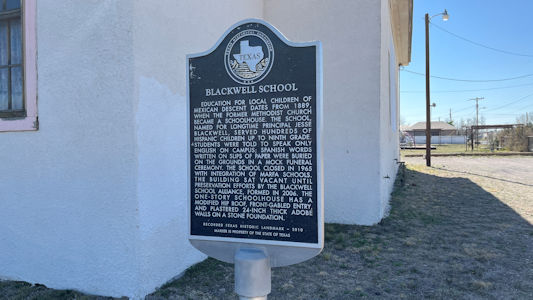 TEXAS
BLACKWELL SCHOOL
EDUCATION FOR LOCAL CHILDREN OF
MEXICAN DESCENT DATES FROM 1889,
WHEN THE FORMER METHODIST CHURCH
BECAME A SCHOOLHOUSE. THE SCHOOL,
NAMED FOR LONGTIME PRINCIPAL JESSE
BLACKWELL, SERVED HUNDREDS OF
HISPANIC CHILDREN UP TO NINTH GRADE.
STUDENTS WERE TOLD TO SPEAK ONLY
ENGLISH ON CAMPUS; SPANISH WORDS
WRITTEN ON SLIPS OF PAPER WERE BURIED
ON THE GROUNDS IN A MOCK FUNERAL
CEREMONY. THE SCHOOL CLOSED IN 1965
WITH INTEGRATION OF MARFA SCHOOLS.
THE BUILDING SAT VACANT UNTIL
PRESERVATION EFFORTS BY THE BLACKWELL
SCHOOL ALLIANCE, FORMED IN 2006. THE
ONE-STORY SCHOOLHOUSE HAS A
MODIFIED HIP ROOF, FRONT-GABLED ENTRY,
AND PLASTERED 24-INCH THICK ADOBE
WALLS ON A STONE FOUNDATION.
RECORDED TEXAS HISTORIC LANDMARK – 2010
MARKER IS PROPERTY OF THE STATE OF TEXAS